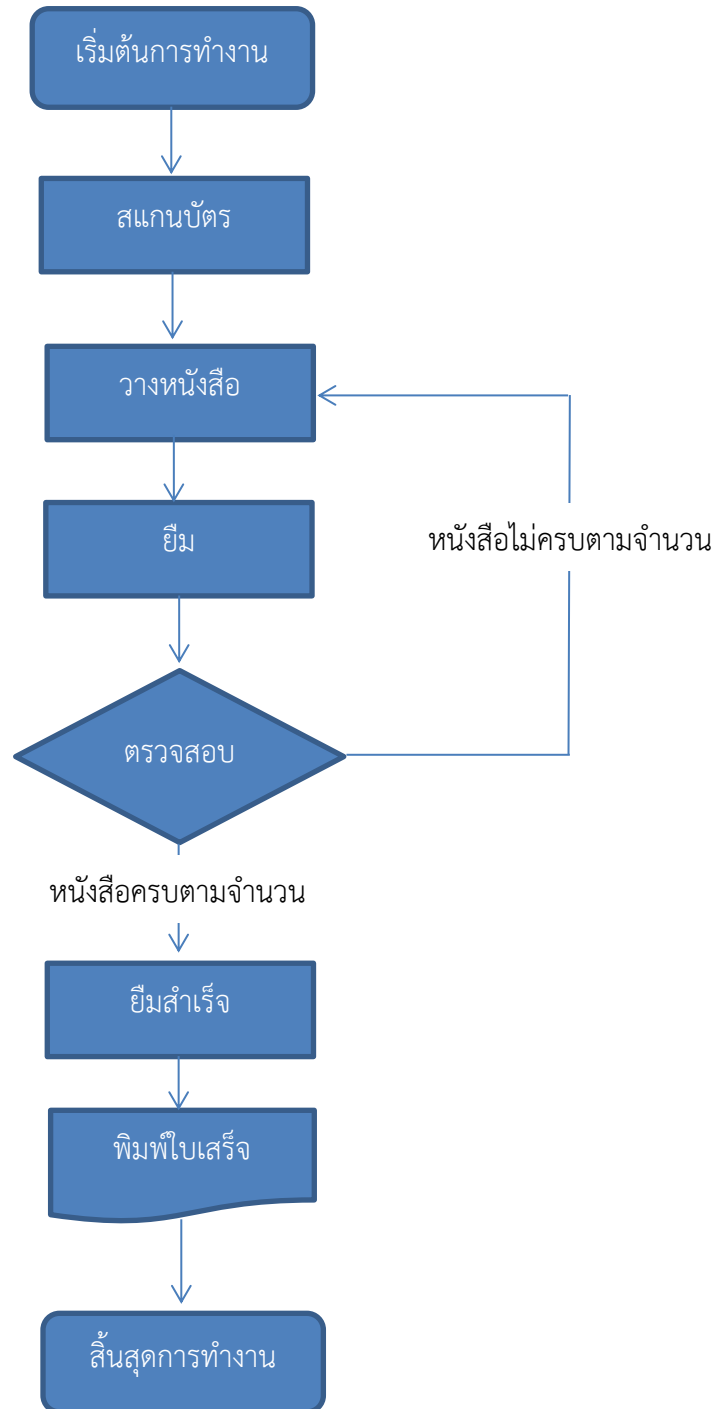 เริ่มต้นการทำงาน
สแกนบัตร
วางหนังสือ
ยืม
หนังสือไม่ครบตามจำนวน
ตรวจสอบ
หนังสือครบตามจำนวน
ยืมสำเร็จ
พิมพ์ใบเสร็จ
สิ้นสุดการทำงาน